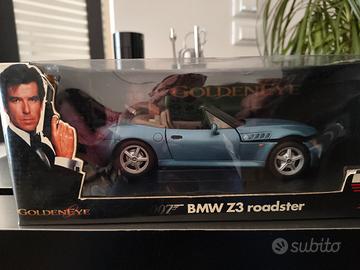 GOLDENEYE
GOLDENEYE
007 BMW Z3 roadster
subito